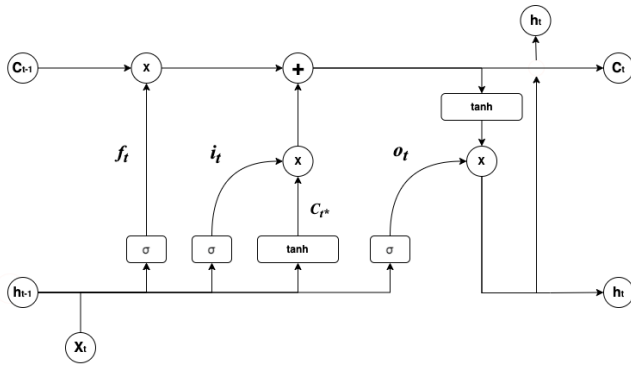 hₜ
Cₜ₋₁
x
+
Cₜ
tanh
fₜ
iₜ
x
oₜ
x
Cₜ*
σ
σ
tanh
σ
hₜ₋₁
hₜ
Xₜ